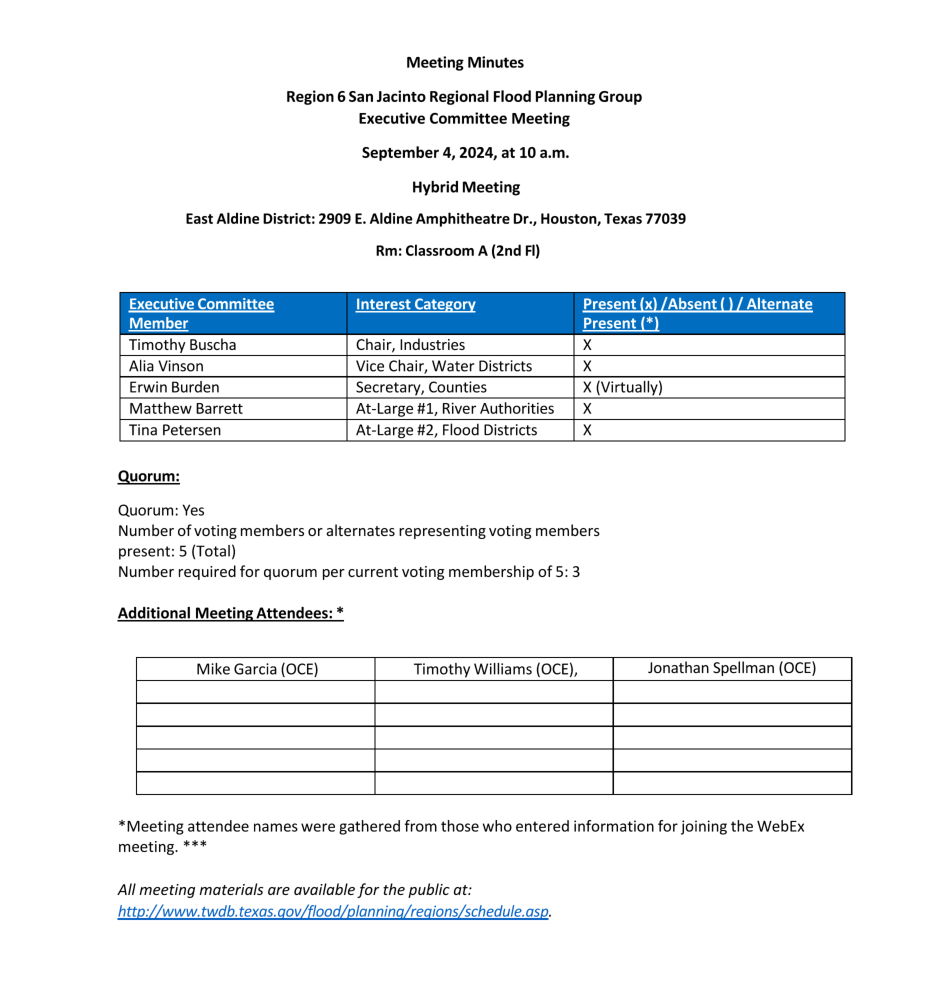 Meeting Minutes
Region 6 San Jacinto Regional Flood Planning Group
Executive Committee Meeting
September 4, 2024, at 10 a.m.
Hybrid Meeting
East Aldine District: 2909 E. Aldine Amphitheatre Dr., Houston, Texas 77039
Rm: Classroom A (2nd Fl)
Executive Committee Member | Interest Category | Present (x) /Absent ( ) / Alternate Present (*)
Timothy Buscha | Chair, Industries | X
Alia Vinson | Vice Chair, Water Districts | X
Erwin Burden | Secretary, Counties | X (Virtually)
Matthew Barrett | At-Large #1, River Authorities | X
Tina Petersen | At-Large #2, Flood Districts | X
Quorum:
Quorum: Yes
Number of voting members or alternates representing voting members
present: 5 (Total)
Number required for quorum per current voting membership of 5: 3
Additional Meeting Attendees: *
Mike Garcia (OCE) | Timothy Williams (OCE), | Jonathan Spellman (OCE)
*Meeting attendee names were gathered from those who entered information for joining the WebEx
meeting. ***
All meeting materials are available for the public at:
http://www.twdb.texas.gov/flood/planning/regions/schedule.asp.